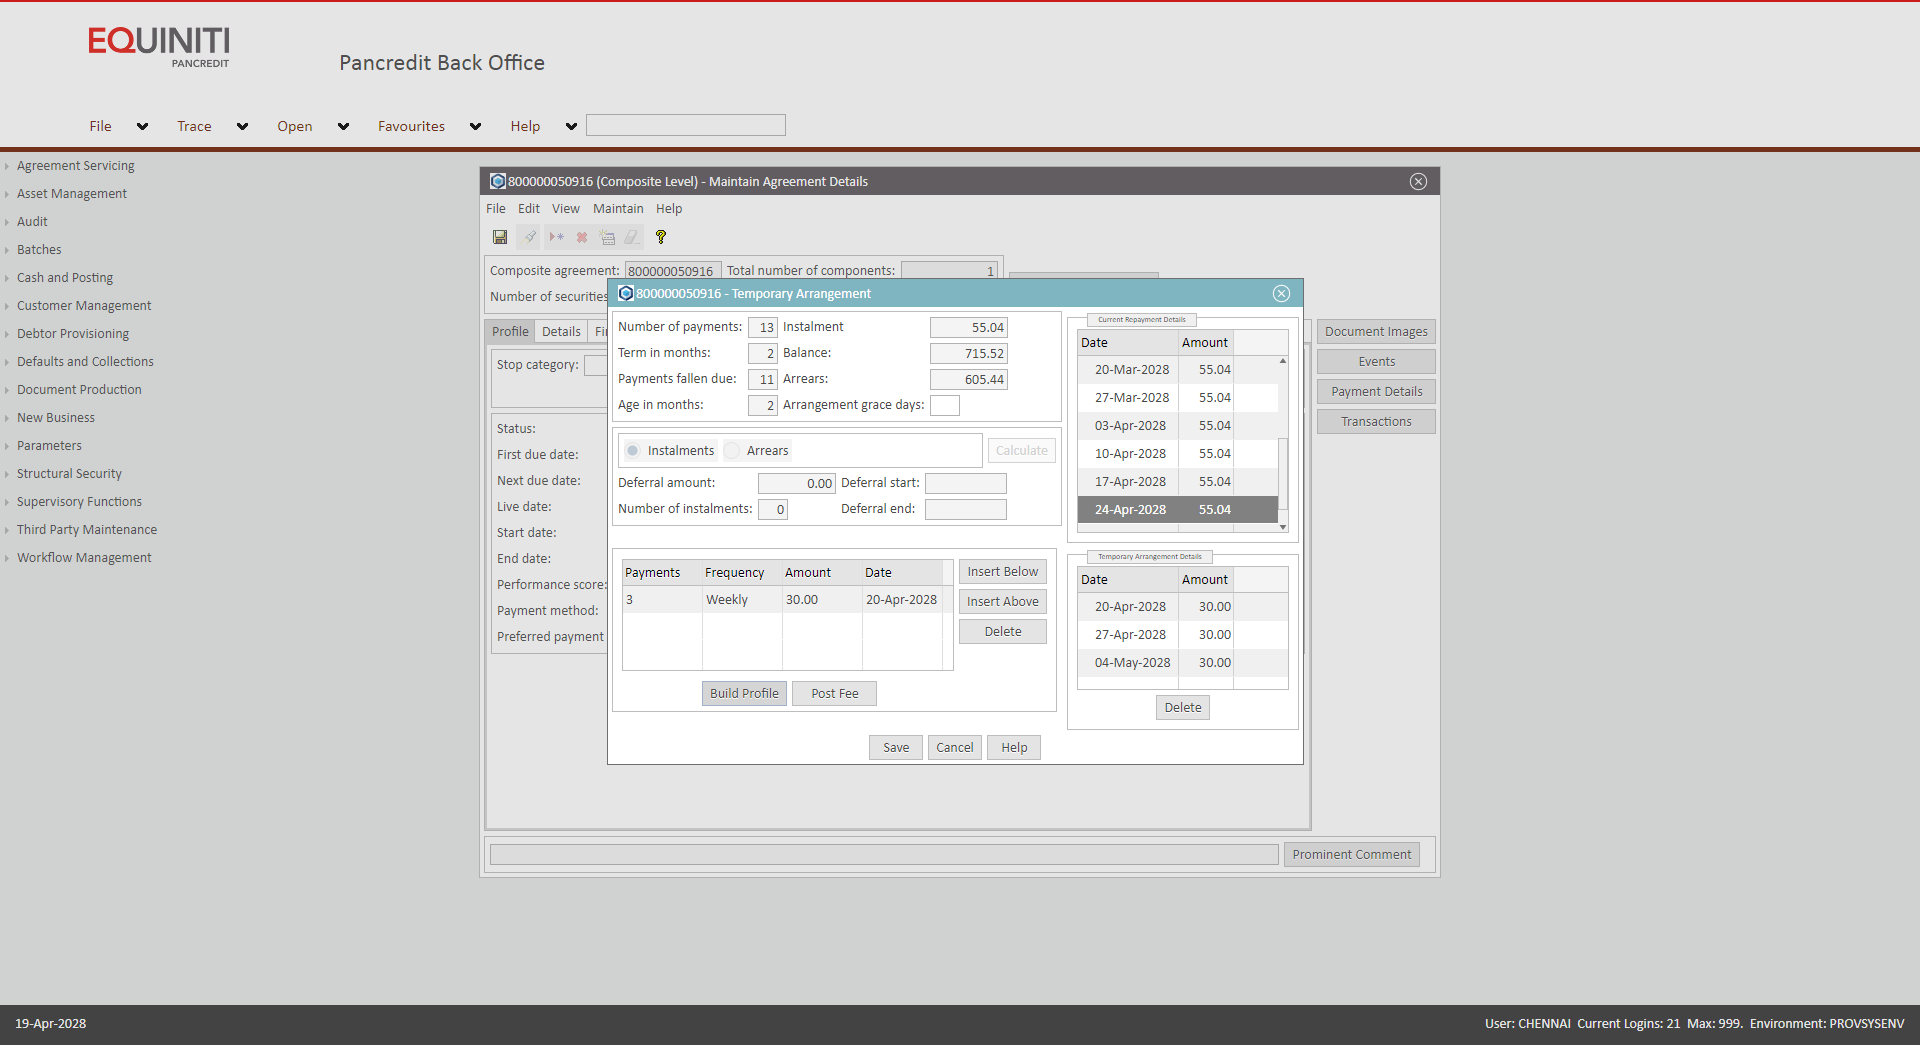 EQUINITI
PANCREDIT
Pancredit Back Office
File Trace Open Favourites Help
Agreement Servicing
Asset Management
Audit
Batches
Cash and Posting
Customer Management
Debtor Provisioning
Defaults and Collections
Document Production
New Business
Parameters
Structural Security
Supervisory Functions
Third Party Maintenance
Workflow Management
800000050916 (Composite Level) - Maintain Agreement Details
File Edit View Maintain Help
Composite agreement: 800000050916 Total number of components: 1
Number of securities
Profile Details Fi
Stop category:
Status:
First due date:
Next due date:
Live date:
Start date:
End date:
Performance score:
Payment method:
Preferred payment
Document Images
Events
Payment Details
Transactions
800000050916 - Temporary Arrangement
Number of payments: 13 Instalment 55.04
Term in months: 2 Balance: 715.52
Payments fallen due: 11 Arrears: 605.44
Age in months: 2 Arrangement grace days:
Instalments Arrears Calculate
Deferral amount: 0.00 Deferral start:
Number of instalments: 0 Deferral end:
Payments Frequency Amount Date
3 Weekly 30.00 20-Apr-2028
Insert Below
Insert Above
Delete
Build Profile Post Fee
Current Repayment Details
Date Amount
20-Mar-2028 55.04
27-Mar-2028 55.04
03-Apr-2028 55.04
10-Apr-2028 55.04
17-Apr-2028 55.04
24-Apr-2028 55.04
Temporary Arrangement Details
Date Amount
20-Apr-2028 30.00
27-Apr-2028 30.00
04-May-2028 30.00
Delete
Save Cancel Help
Prominent Comment
19-Apr-2028
User: CHENNAI Current Logins: 21 Max: 999. Environment: PROVSYSENV